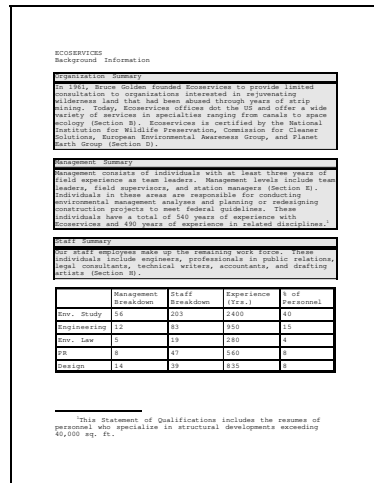 ECOSERVICES
Background Information
Organization Summary
In 1961, Bruce Golden founded Ecoservices to provide limited
consultation to organizations interested in rejuvenating
wilderness land that had been abused through years of strip
mining. Today, Ecoservices offices dot the US and offer a wide
variety of services in specialties ranging from canals to space
ecology (Section B). Ecoservices is certified by the National
Institution for Wildlife Preservation, Commission for Cleaner
Solutions, European Environmental Awareness Group, and Planet
Earth Group (Section D).
Management Summary
Management consists of individuals with at least three years of
field experience as team leaders. Management levels include team
leaders, field supervisors, and station managers (Section E).
Individuals in these areas are responsible for conducting
environmental management analyses and planning or redesigning
construction projects to meet federal guidelines. These
individuals have a total of 540 years of experience with
Ecoservices and 490 years of experience in related disciplines.1
Staff Summary
Our staff employees make up the remaining work force. These
individuals include engineers, professionals in public relations,
legal consultants, technical writers, accountants, and drafting
artists (Section H).
Management Staff Experience % of
Breakdown Breakdown (Yrs.) Personnel
Env. Study 56 203 2400 40
Engineering 12 83 950 15
Env. Law 5 19 280 4
PR 8 47 560 8
Design 14 39 835 8
1This Statement of Qualifications includes the resumes of
personnel who specialize in structural developments exceeding
40,000 sq. ft.